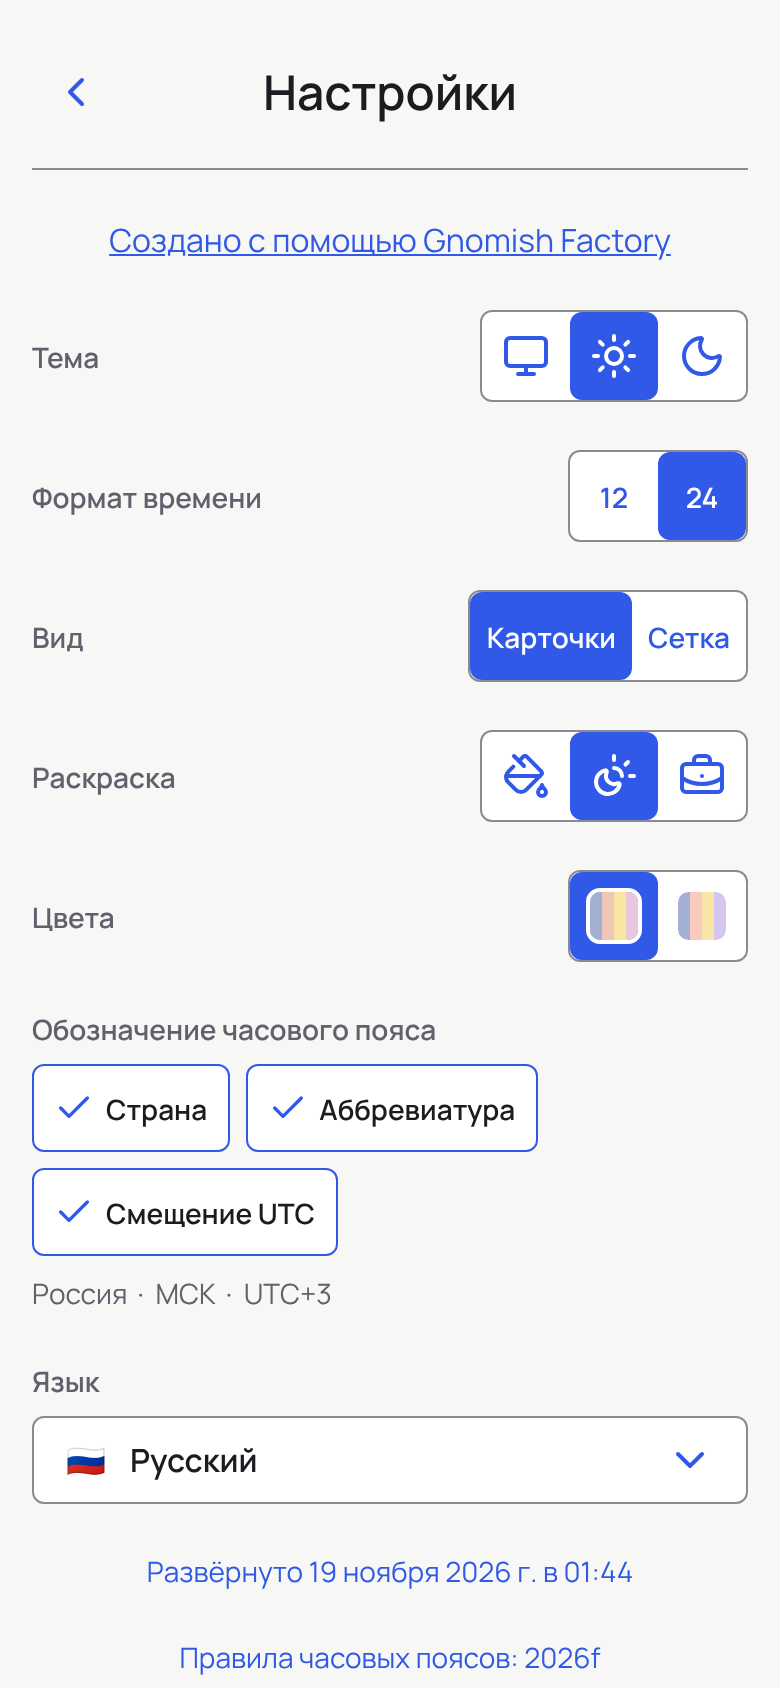 Настройки
Создано с помощью Gnomish Factory
Тема
Формат времени
12
24
Вид
Карточки
Сетка
Раскраска
Цвета
Обозначение часового пояса
Страна
Аббревиатура
Смещение UTC
Россия · МСК · UTC+3
Язык
Русский
Развёрнуто 19 ноября 2026 г. в 01:44
Правила часовых поясов: 2026f